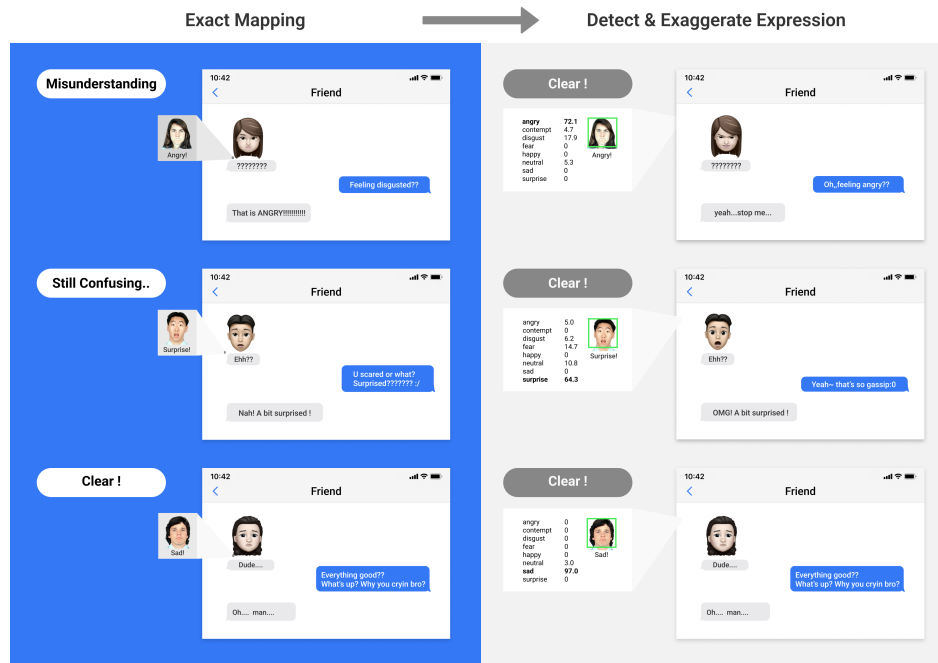 Exact Mapping
Detect & Exaggerate Expression
Misunderstanding
Angry!
10:42
Friend
????????
Feeling disgusted??
That is ANGRY!!!!!!!!!!!
Clear !
angry 72.1
contempt 4.7
disgust 17.9
fear 0
happy 0
neutral 5.3
sad 0
surprise 0
Angry!
10:42
Friend
????????
Oh,,feeling angry??
yeah...stop me...
Still Confusing..
Surprise!
10:42
Friend
Ehh??
U scared or what?
Surprised??????? :/
Nah! A bit surprised !
Clear !
angry 5.0
contempt 0
disgust 6.2
fear 14.7
happy 0
neutral 10.8
sad 0
surprise 64.3
Surprise!
10:42
Friend
Ehh??
Yeah~ that's so gossip:0
OMG! A bit surprised !
Clear !
Sad!
10:42
Friend
Dude....
Everything good??
What's up? Why you cryin bro?
Oh.... man....
Clear !
angry 0
contempt 0
disgust 0
fear 0
happy 0
neutral 3.0
sad 97.0
surprise 0
Sad!
10:42
Friend
Dude....
Everything good??
What's up? Why you cryin bro?
Oh.... man....